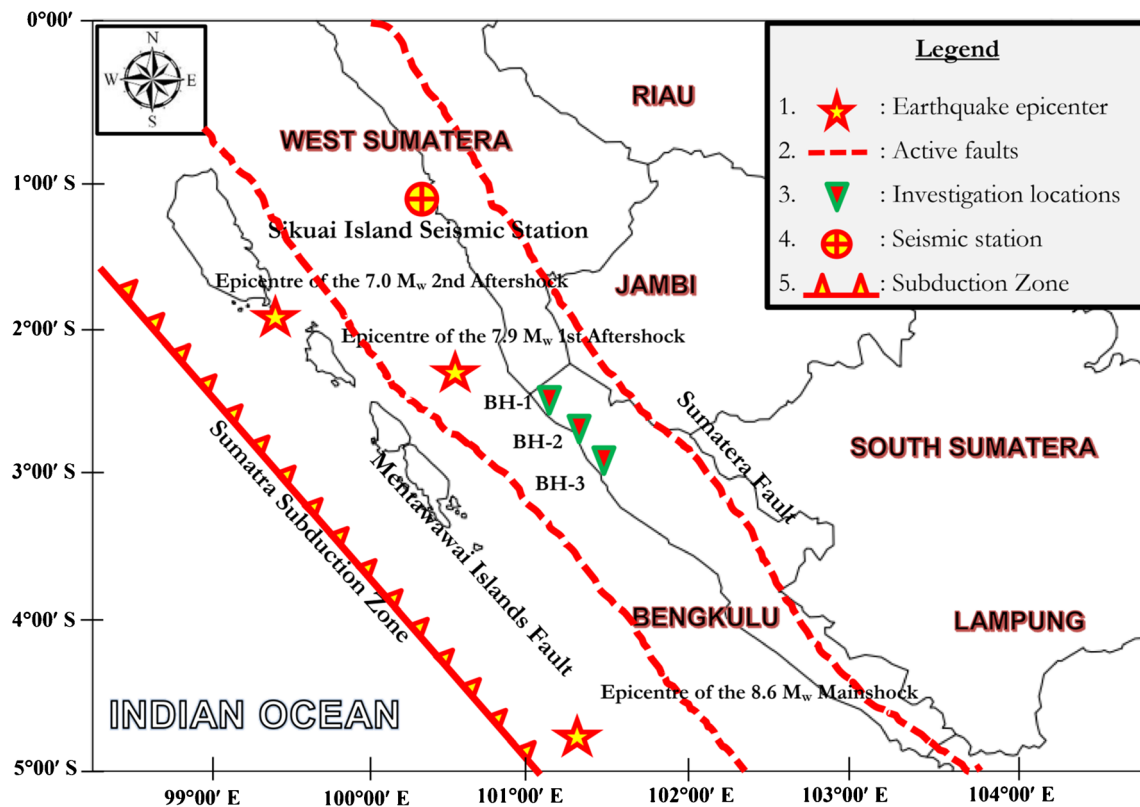 0°00' S
1°00' S
2°00' S
3°00' S
4°00' S
5°00' S
99°00' E
100°00' E
101°00' E
102°00' E
103°00' E
104°00' E
N
W
E
S
Legend
1. : Earthquake epicenter
2. : Active faults
3. : Investigation locations
4. : Seismic station
5. : Subduction Zone
RIAU
WEST SUMATERA
Sikuai Island Seismic Station
Epicentre of the 7.0 Mw 2nd Aftershock
JAMBI
Epicentre of the 7.9 Mw 1st Aftershock
BH-1
BH-2
BH-3
Sumatera Fault
SOUTH SUMATERA
Sumatra Subduction Zone
Mentawawai Islands Fault
BENGKULU
LAMPUNG
Epicentre of the 8.6 Mw Mainshock
INDIAN OCEAN